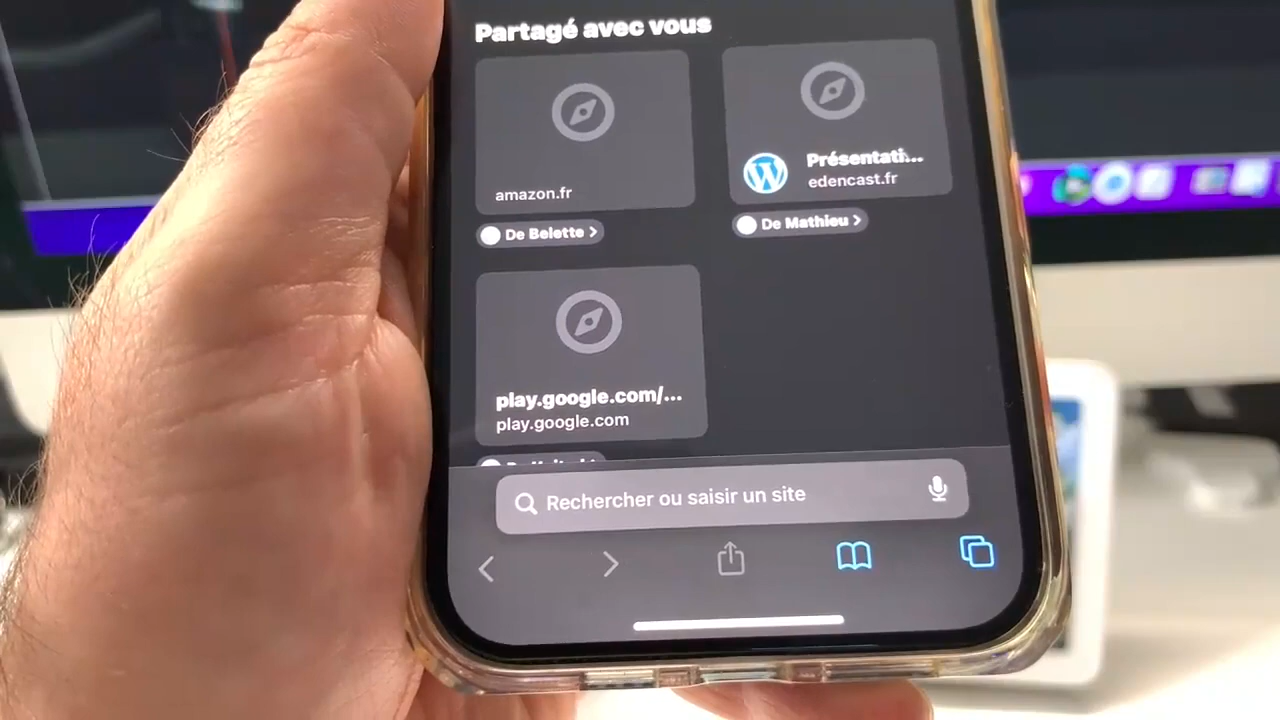 Partagé avec vous
amazon.fr
De Belette >
Présentati...
edencast.fr
De Mathieu >
play.google.com/...
play.google.com
Rechercher ou saisir un site